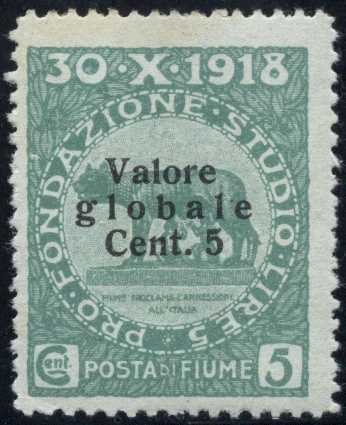 30·X·1918
PRO·FONDAZIONE·STUDIO·LIRE 5
Valore
globale
Cent. 5
FIUME PROCLAMA L'ANNESSIONE
ALL'ITALIA
Cent POSTA DI FIUME 5